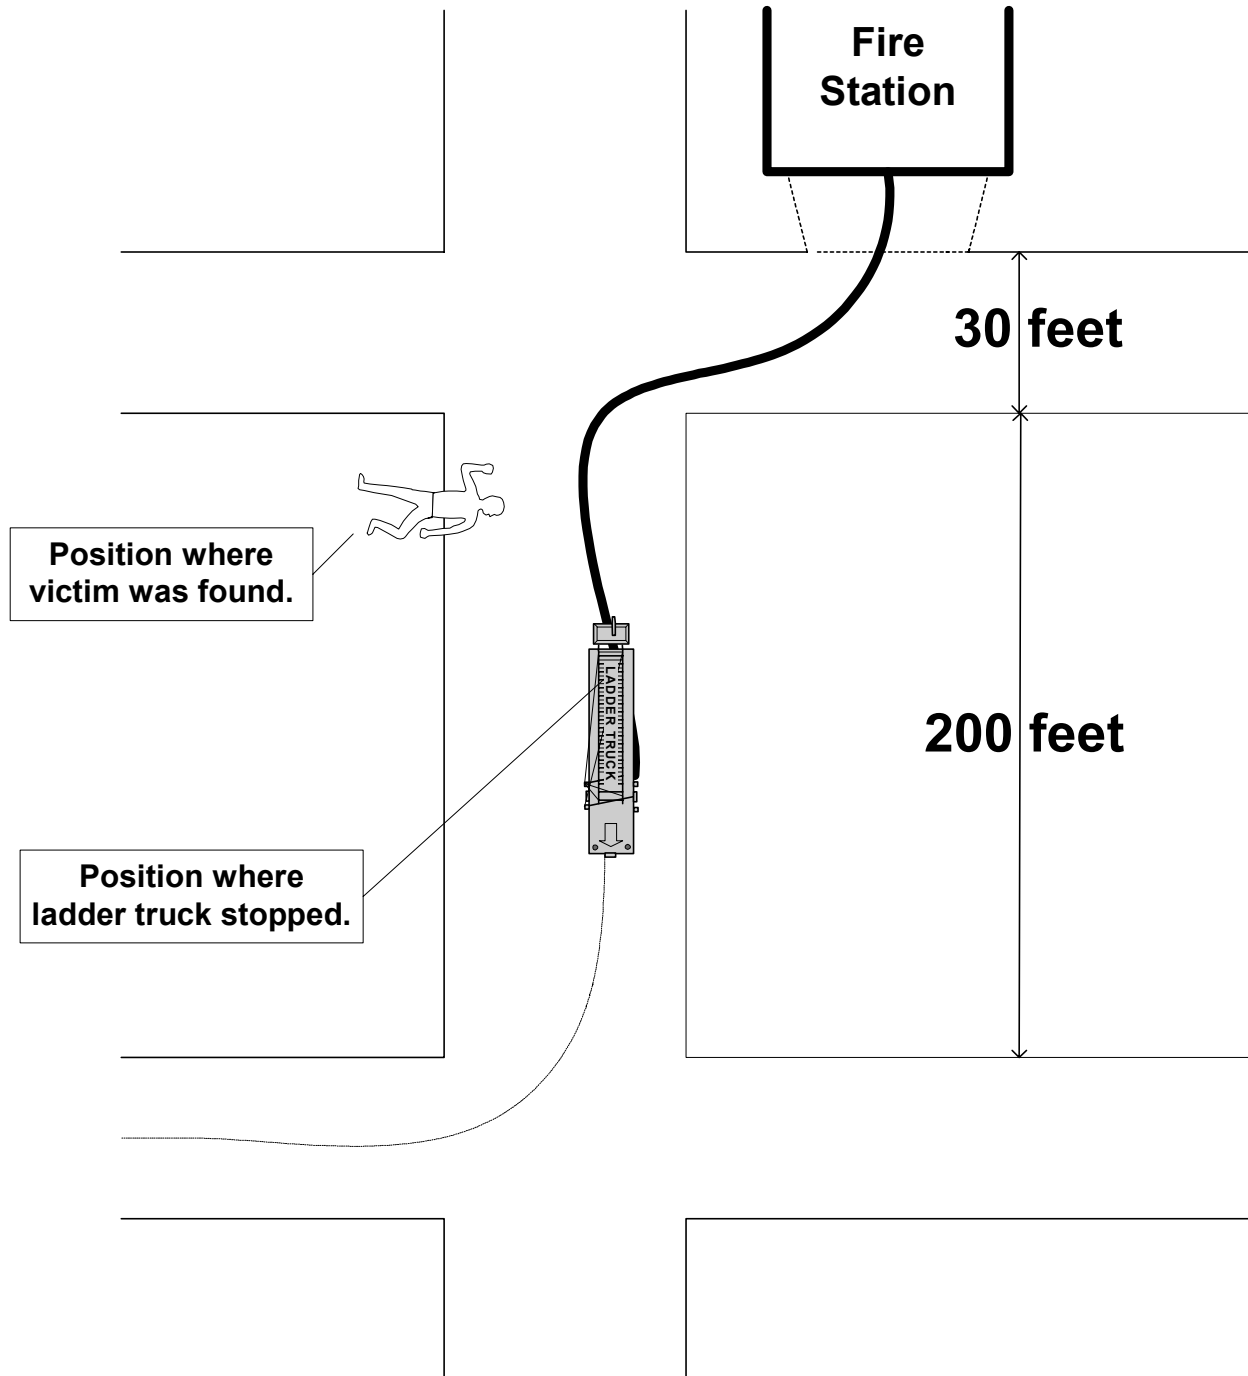 Fire
Station
30 feet
Position where
victim was found.
LADDER TRUCK
200 feet
Position where
ladder truck stopped.